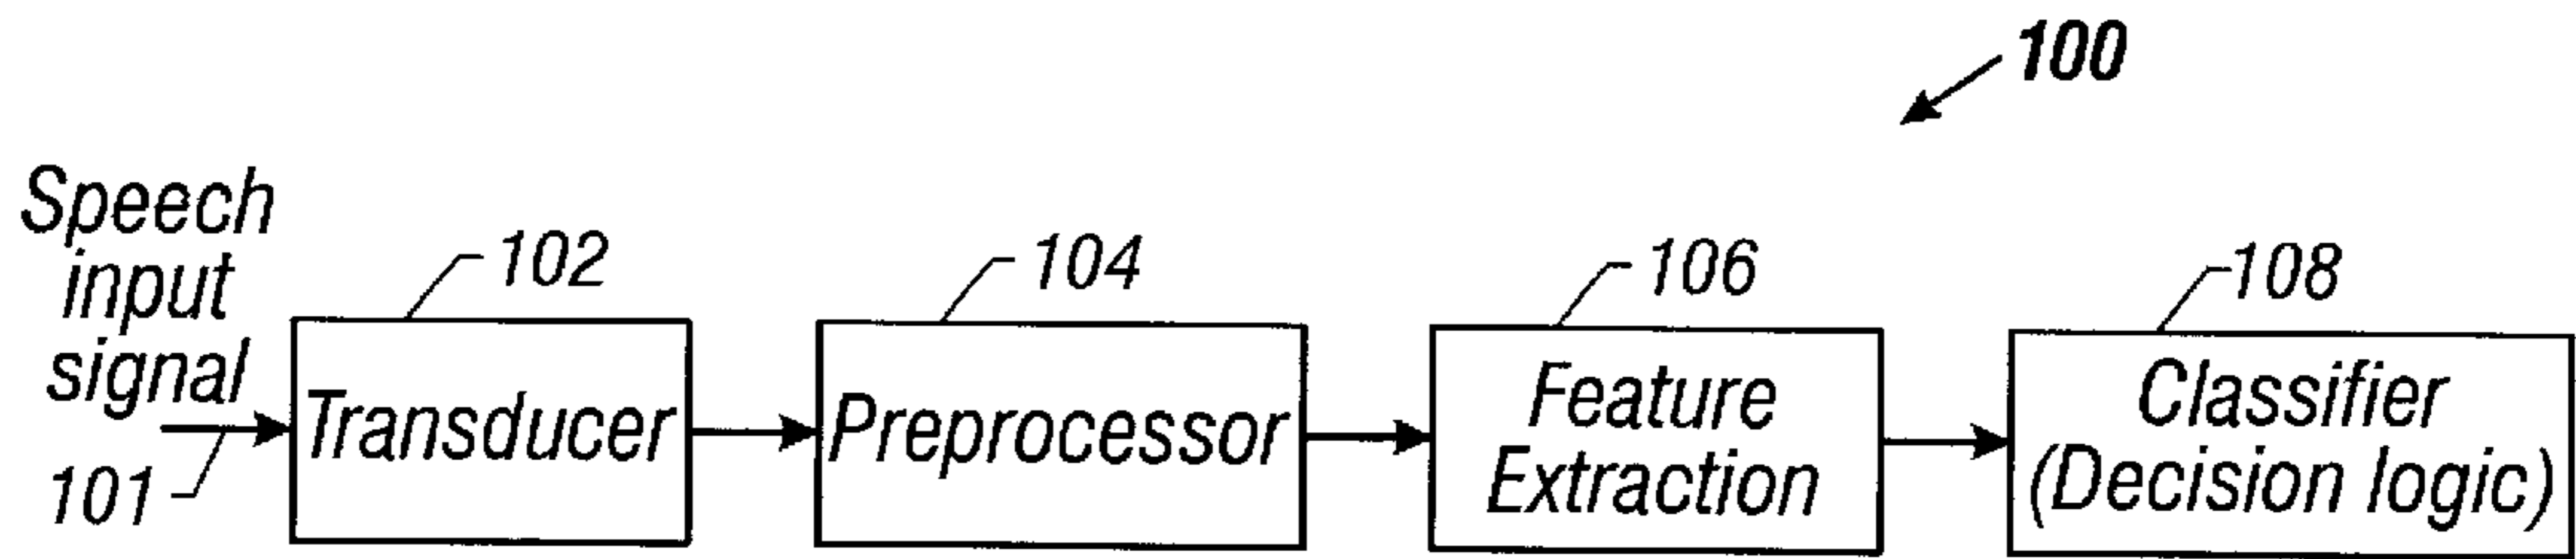 100
Speech
input
signal
101
102
Transducer
104
Preprocessor
106
Feature
Extraction
108
Classifier
(Decision logic)